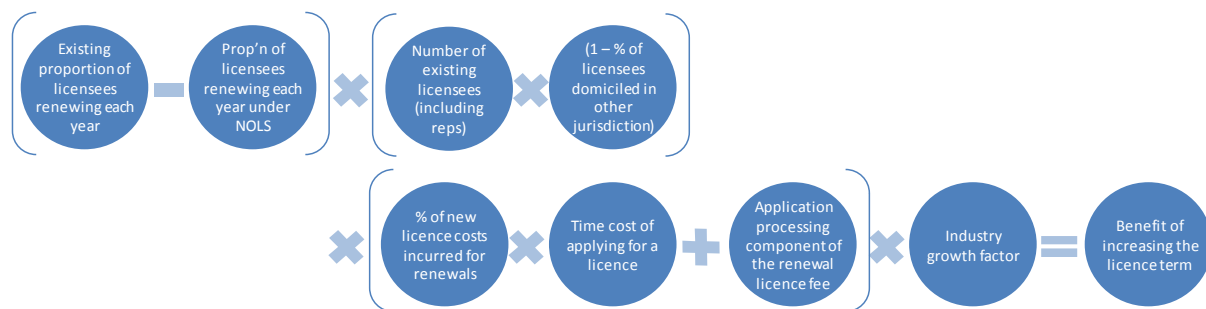 Existing
proportion of
licensees
renewing each
year
Prop’n of
licensees
renewing each
year under
NOLS
Number of
existing
licensees
(including
reps)
(1 – % of
licensees
domiciled in
other
jurisdiction)
% of new
licence costs
incurred for
renewals
Time cost of
applying for a
licence
Application
processing
component of
the renewal
licence fee
Industry
growth factor
Benefit of
increasing the
licence term